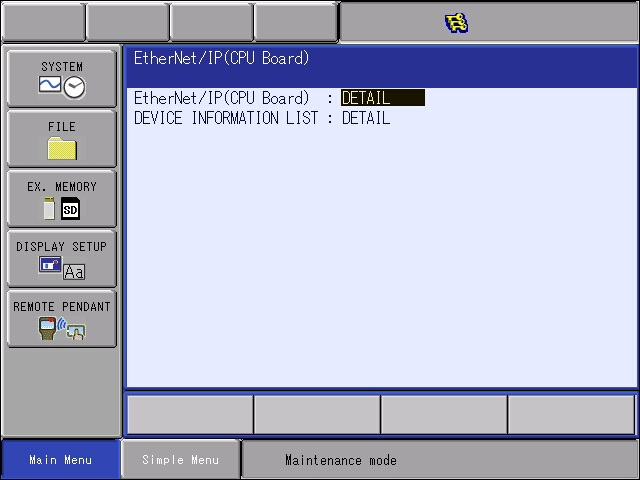 EtherNet/IP(CPU Board)
EtherNet/IP(CPU Board) : DETAIL
DEVICE INFORMATION LIST : DETAIL
SYSTEM
FILE
EX. MEMORY
SD
DISPLAY SETUP
Aa
REMOTE PENDANT
Main Menu
Simple Menu
Maintenance mode